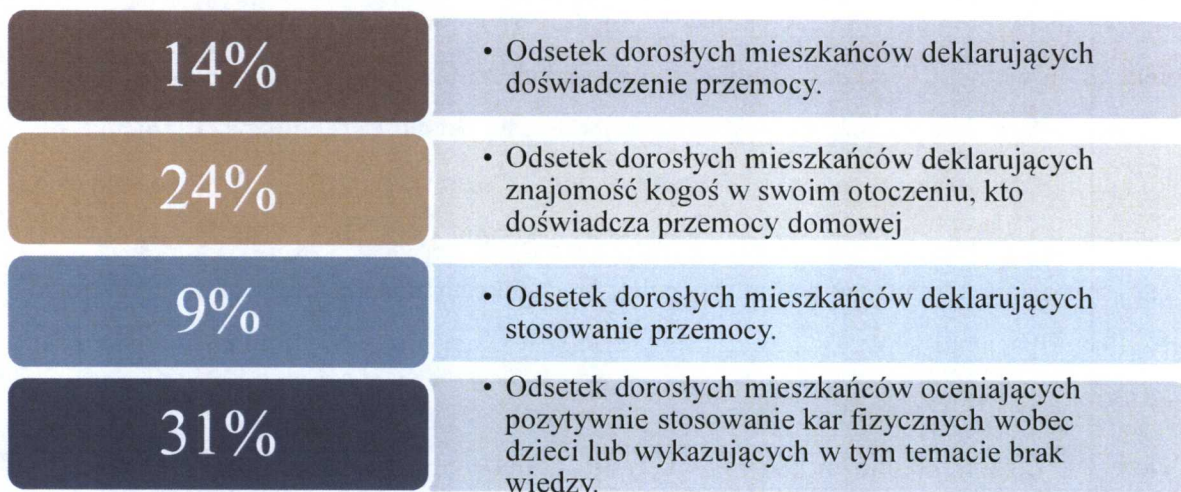 14%
• Odsetek dorosłych mieszkańców deklarujących
doświadczenie przemocy.
24%
• Odsetek dorosłych mieszkańców deklarujących
znajomość kogoś w swoim otoczeniu, kto
doświadcza przemocy domowej
9%
• Odsetek dorosłych mieszkańców deklarujących
stosowanie przemocy.
31%
• Odsetek dorosłych mieszkańców oceniających
pozytywnie stosowanie kar fizycznych wobec
dzieci lub wykazujących w tym temacie brak
wiedzy.